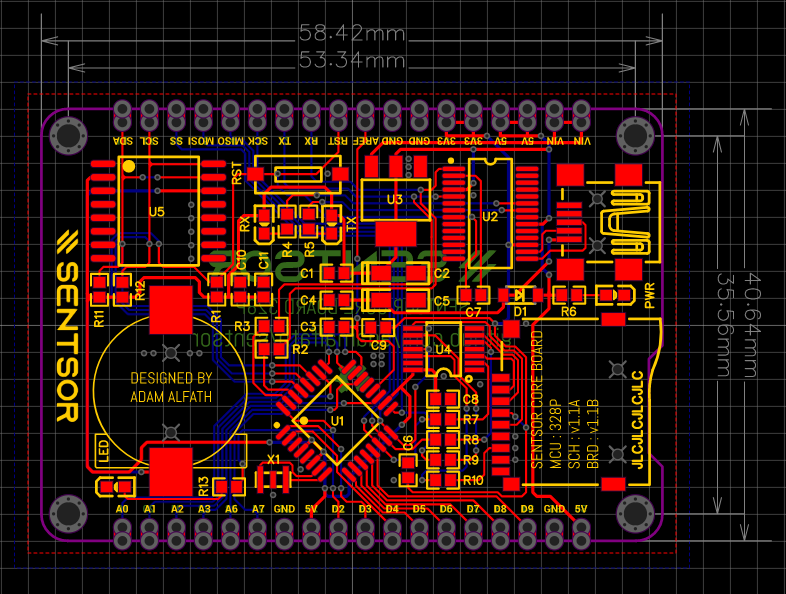 58.42mm
53.34mm
SDA SCL SS MOSI MISO SCK TX RX RST AREF GND GND 3V3 3V3 5V 5V VIN VIN
RST
U5
U3
U2
RX
R4
R5
TX
SENTSOR
C10
C11
C1
C2
R11
R12
R1
C4
C5
C7
D1
R6
PWR
40.64mm
35.56mm
R3
C3
C9
R2
U4
DESIGNED BY
ADAM ALFATH
U1
C8
R7
R8
R9
R10
C6
SENTSOR CORE BOARD
MCU : 328P
SCH : v1.1A
BRD : v1.1B
JLCJLCJLCJLC
LED
R13
X1
A0 A1 A2 A3 A6 A7 GND 5V D2 D3 D4 D5 D6 D7 D8 D9 GND 5V